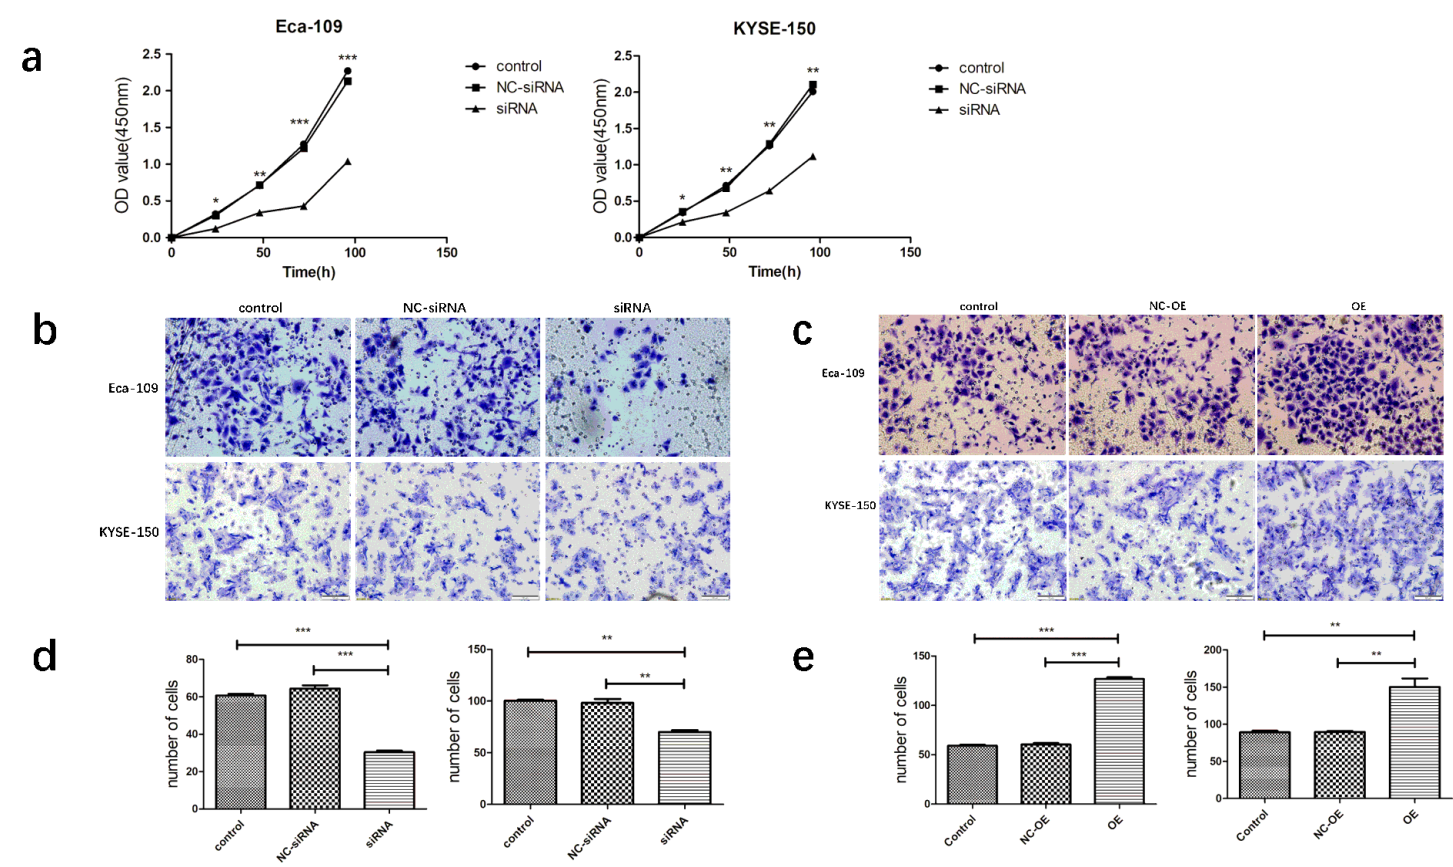 a
Eca-109
OD value(450nm)
2.5
2.0
1.5
1.0
0.5
0.0
0
50
100
150
Time(h)
*
**
***
***
control
NC-siRNA
siRNA
KYSE-150
OD value(450nm)
2.5
2.0
1.5
1.0
0.5
0.0
0
50
100
150
Time(h)
*
**
**
**
control
NC-siRNA
siRNA
b
control
NC-siRNA
siRNA
Eca-109
KYSE-150
c
control
NC-OE
OE
Eca-109
KYSE-150
d
number of cells
80
60
40
20
0
***
***
control
NC-siRNA
siRNA
number of cells
150
100
50
0
**
**
control
NC-siRNA
siRNA
e
number of cells
150
100
50
0
***
***
Control
NC-OE
OE
number of cells
200
150
100
50
0
**
**
Control
NC-OE
OE